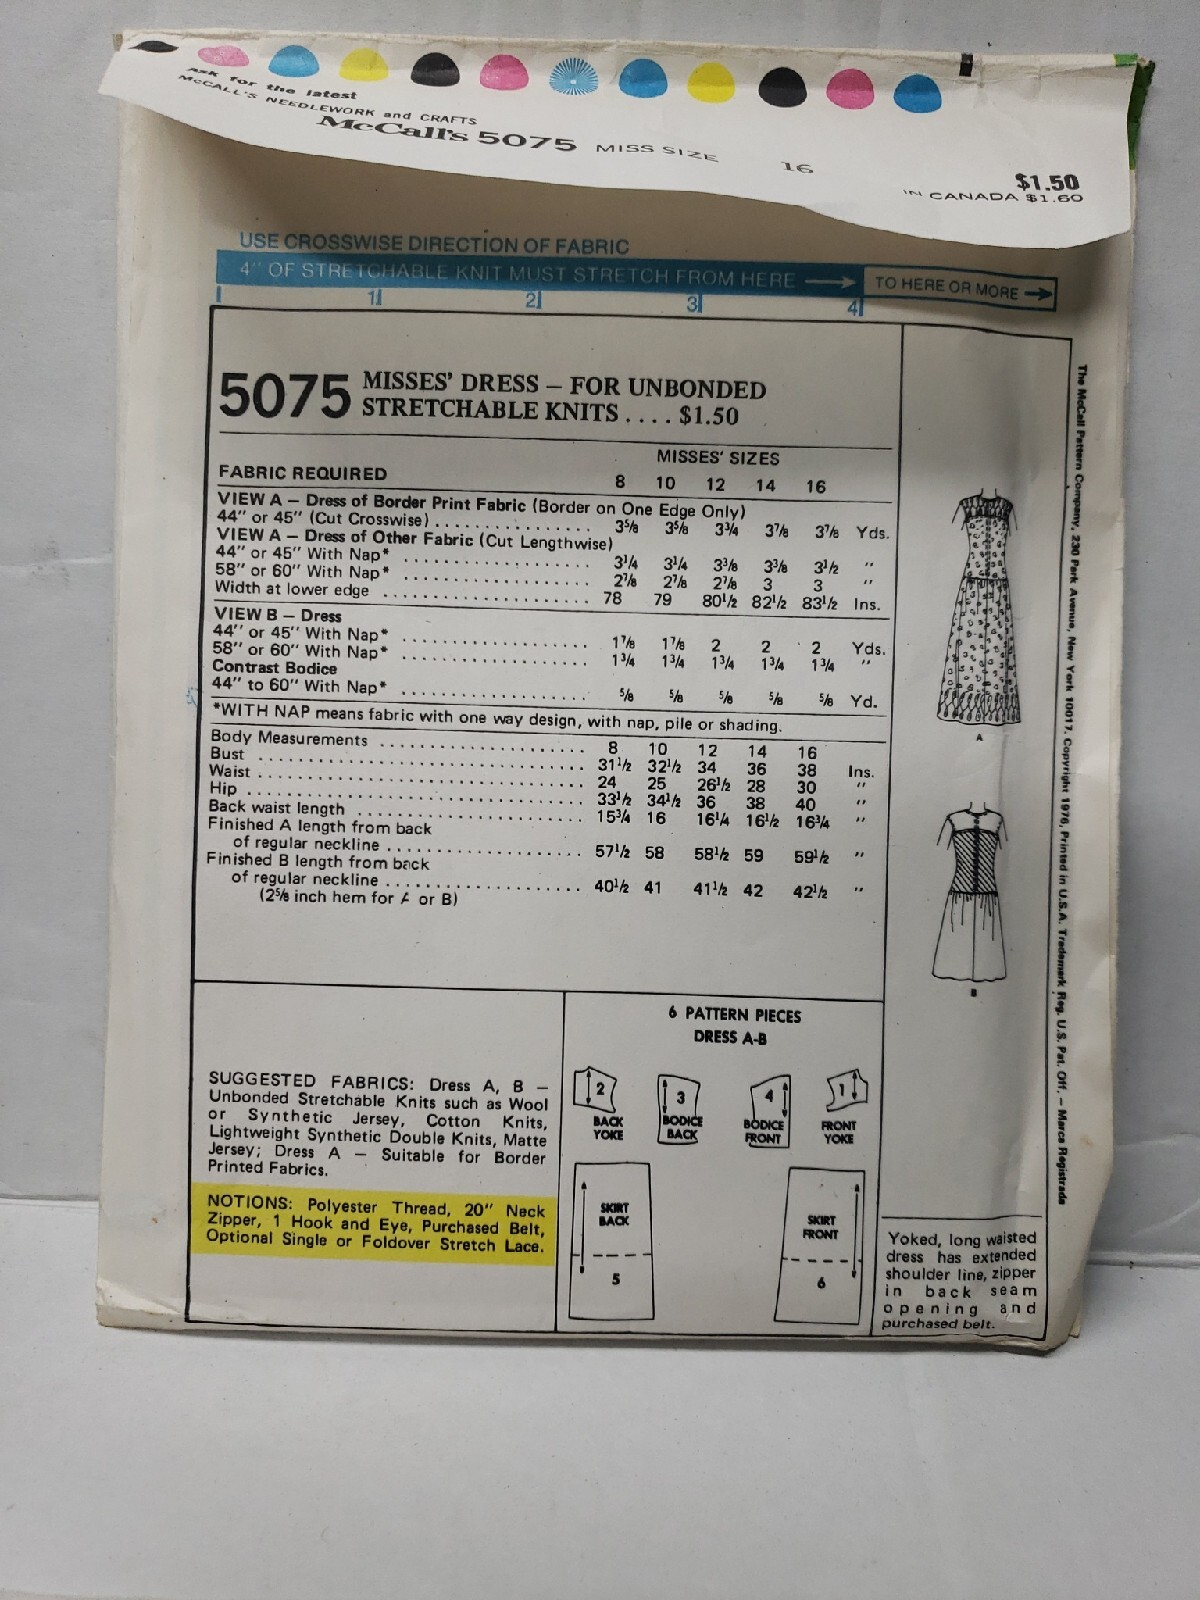 Ask for the latest
McCALL'S NEEDLEWORK and CRAFTS
McCall's 5075 MISS SIZE 16
$1.50
IN CANADA $1.60
USE CROSSWISE DIRECTION OF FABRIC
4" OF STRETCHABLE KNIT MUST STRETCH FROM HERE → TO HERE OR MORE →
1 2 3 4
5075 MISSES' DRESS – FOR UNBONDED
STRETCHABLE KNITS .... $1.50
MISSES' SIZES
FABRIC REQUIRED 8 10 12 14 16
VIEW A – Dress of Border Print Fabric (Border on One Edge Only)
44" or 45" (Cut Crosswise) 3⅝ 3⅝ 3¾ 3⅞ 3⅞ Yds.
VIEW A – Dress of Other Fabric (Cut Lengthwise)
44" or 45" With Nap* 3¼ 3¼ 3⅜ 3⅜ 3½ "
58" or 60" With Nap* 2⅞ 2⅞ 2⅞ 3 3 "
Width at lower edge 78 79 80½ 82½ 83½ Ins.
VIEW B – Dress
44" or 45" With Nap* 1⅞ 1⅞ 2 2 2 Yds.
58" or 60" With Nap* 1¾ 1¾ 1¾ 1¾ 1¾ "
Contrast Bodice
44" to 60" With Nap* ⅝ ⅝ ⅝ ⅝ ⅝ Yd.
*WITH NAP means fabric with one way design, with nap, pile or shading.
Body Measurements 8 10 12 14 16
Bust 31½ 32½ 34 36 38 Ins.
Waist 24 25 26½ 28 30 "
Hip 33½ 34½ 36 38 40 "
Back waist length 15¾ 16 16¼ 16½ 16¾ "
Finished A length from back
of regular neckline 57½ 58 58½ 59 59½ "
Finished B length from back
of regular neckline 40½ 41 41½ 42 42½ "
(2⅝ inch hem for A or B)
A
B
The McCall Pattern Company, 230 Park Avenue, New York 10017, Copyright 1976, Printed in U.S.A. Trademark Reg. U.S. Pat. Off. – Marca Registrada
SUGGESTED FABRICS: Dress A, B –
Unbonded Stretchable Knits such as Wool
or Synthetic Jersey, Cotton Knits,
Lightweight Synthetic Double Knits, Matte
Jersey; Dress A – Suitable for Border
Printed Fabrics.
NOTIONS: Polyester Thread, 20" Neck
Zipper, 1 Hook and Eye, Purchased Belt,
Optional Single or Foldover Stretch Lace.
6 PATTERN PIECES
DRESS A-B
2 BACK YOKE
3 BODICE BACK
4 BODICE FRONT
1 FRONT YOKE
SKIRT BACK 5
SKIRT FRONT 6
Yoked, long waisted
dress has extended
shoulder line, zipper
in back seam
opening and
purchased belt.